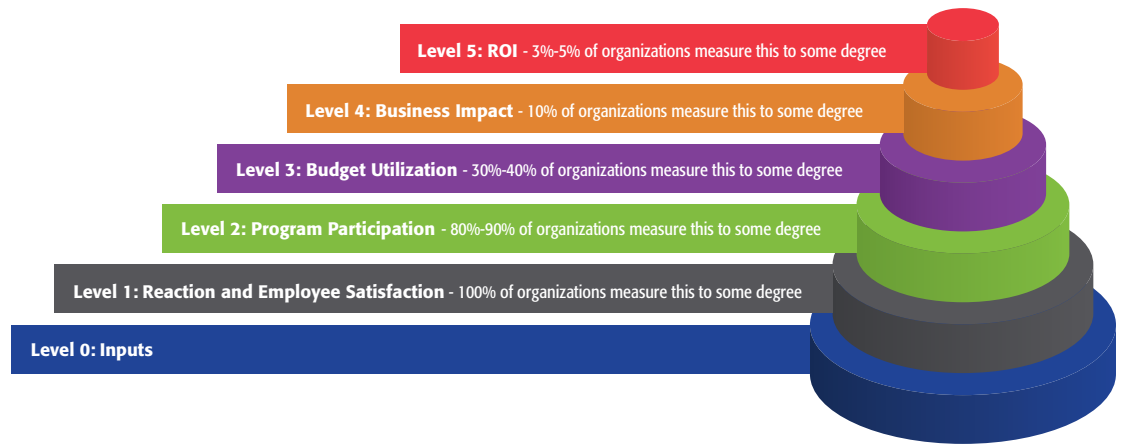 Level 5: ROI - 3%-5% of organizations measure this to some degree
Level 4: Business Impact - 10% of organizations measure this to some degree
Level 3: Budget Utilization - 30%-40% of organizations measure this to some degree
Level 2: Program Participation - 80%-90% of organizations measure this to some degree
Level 1: Reaction and Employee Satisfaction - 100% of organizations measure this to some degree
Level 0: Inputs